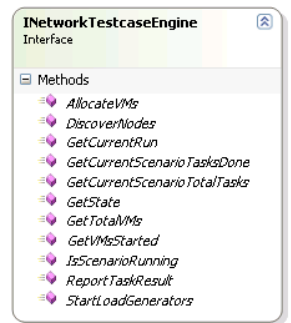 INetworkTestcaseEngine
Interface
Methods
AllocateVMs
DiscoverNodes
GetCurrentRun
GetCurrentScenarioTasksDone
GetCurrentScenarioTotalTasks
GetState
GetTotalVMs
GetVMsStarted
IsScenarioRunning
ReportTaskResult
StartLoadGenerators